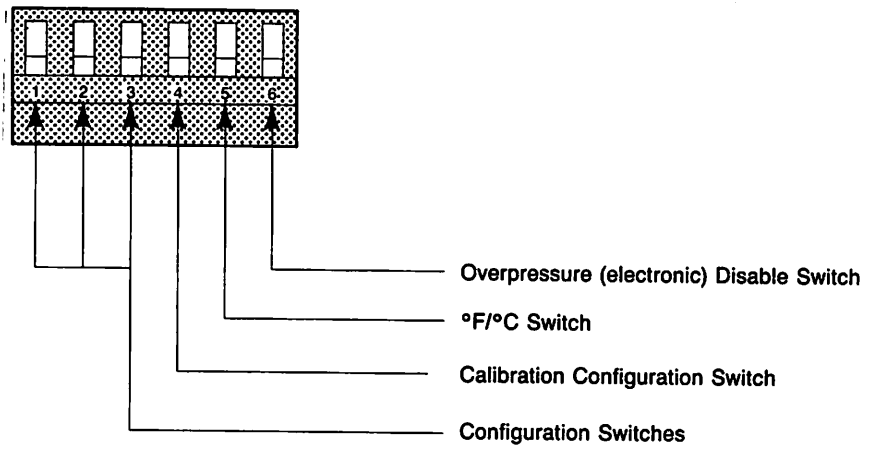 1 2 3 4 5 6
Overpressure (electronic) Disable Switch
°F/°C Switch
Calibration Configuration Switch
Configuration Switches